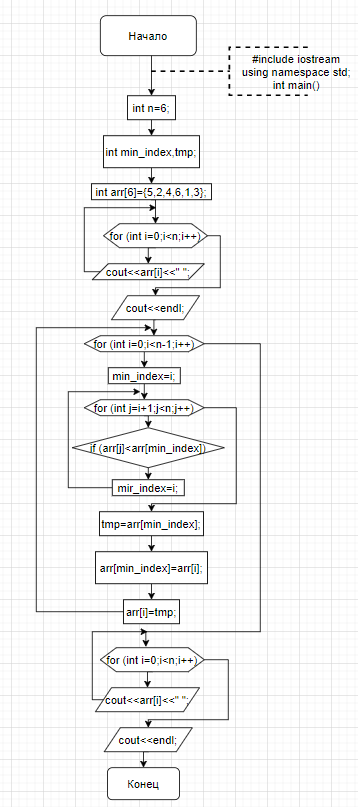 Начало
#include iostream
using namespace std;
int main()
int n=6;
int min_index,tmp;
int arr[6]={5,2,4,6,1,3};
for (int i=0;i<n;i++)
cout<<arr[i]<<" ";
cout<<endl;
for (int i=0;i<n-1;i++)
min_index=i;
for (int j=i+1;j<n;j++)
if (arr[j]<arr[min_index])
mir_index=i;
tmp=arr[min_index];
arr[min_index]=arr[i];
arr[i]=tmp;
for (int i=0;i<n;i++)
cout<<arr[i]<<" ";
cout<<endl;
Конец